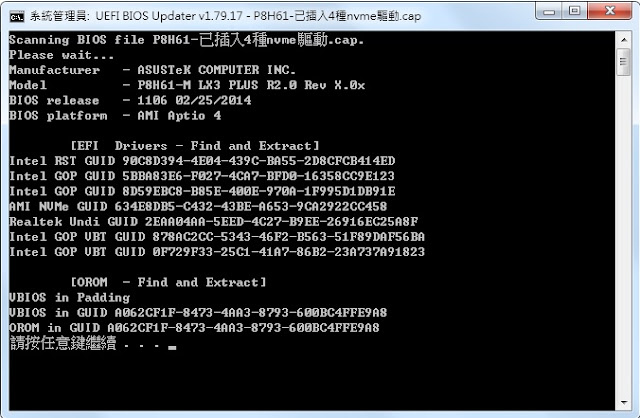 系統管理員: UEFI BIOS Updater v1.79.17 - P8H61-已插入4種nvme驅動.cap
Scanning BIOS file P8H61-已插入4種nvme驅動.cap.
Please wait...
Manufacturer - ASUSTeK COMPUTER INC.
Model - P8H61-M LX3 PLUS R2.0 Rev X.0x
BIOS release - 1106 02/25/2014
BIOS platform - AMI Aptio 4
[EFI Drivers - Find and Extract]
Intel RST GUID 90C8D394-4E04-439C-BA55-2D8CFCB414ED
Intel GOP GUID 5BBA83E6-F027-4CA7-BFD0-16358CC9E123
Intel GOP GUID 8D59EBC8-B85E-400E-970A-1F995D1DB91E
AMI NVMe GUID 634E8DB5-C432-43BE-A653-9CA2922CC458
Realtek Undi GUID 2EAA04AA-5EED-4C27-B9EE-26916EC25A8F
Intel GOP VBT GUID 878AC2CC-5343-46F2-B563-51F89DAF56BA
Intel GOP VBT GUID 0F729F33-25C1-41A7-86B2-23A737A91823
[OROM - Find and Extract]
VBIOS in Padding
VBIOS in GUID A062CF1F-8473-4AA3-8793-600BC4FFE9A8
OROM in GUID A062CF1F-8473-4AA3-8793-600BC4FFE9A8
請按任意鍵繼續 . . . _